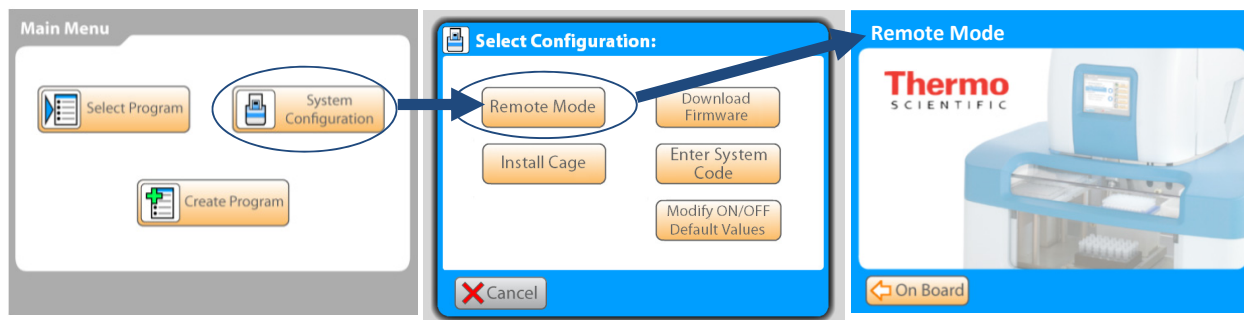 Main Menu
Select Program
System
Configuration
Create Program
Select Configuration:
Remote Mode
Download
Firmware
Install Cage
Enter System
Code
Modify ON/OFF
Default Values
Cancel
Remote Mode
Thermo
SCIENTIFIC
On Board